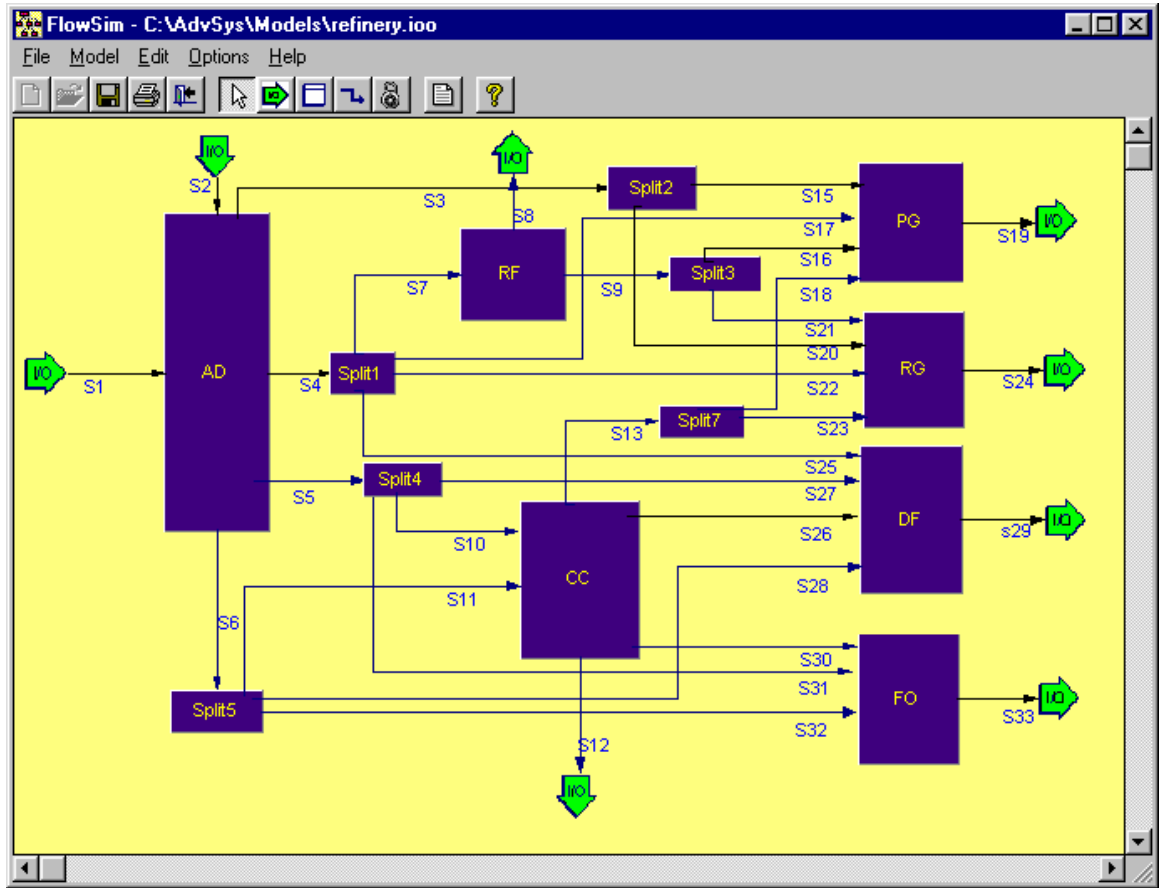 FlowSim - C:\AdvSys\Models\refinery.ioo
File Model Edit Options Help
I/O
?
I/O
I/O
S2
S3
Split2
S15
S8
S17
PG
S19
I/O
RF
S16
S7
S9
Split3
S18
S21
S20
I/O
S1
AD
S4
Split1
S22
RG
S24
I/O
S13
Split7
S23
S25
S5
Split4
S27
S10
S26
DF
s29
I/O
CC
S28
S11
S6
S30
S31
Split5
S32
FO
S33
I/O
S12
I/O